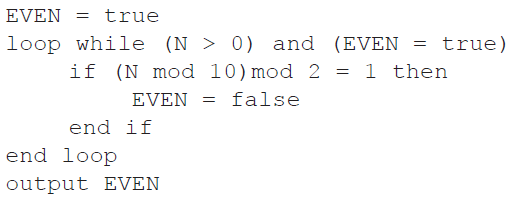 EVEN = true
loop while (N > 0) and (EVEN = true)
    if (N mod 10)mod 2 = 1 then
        EVEN = false
    end if
end loop
output EVEN